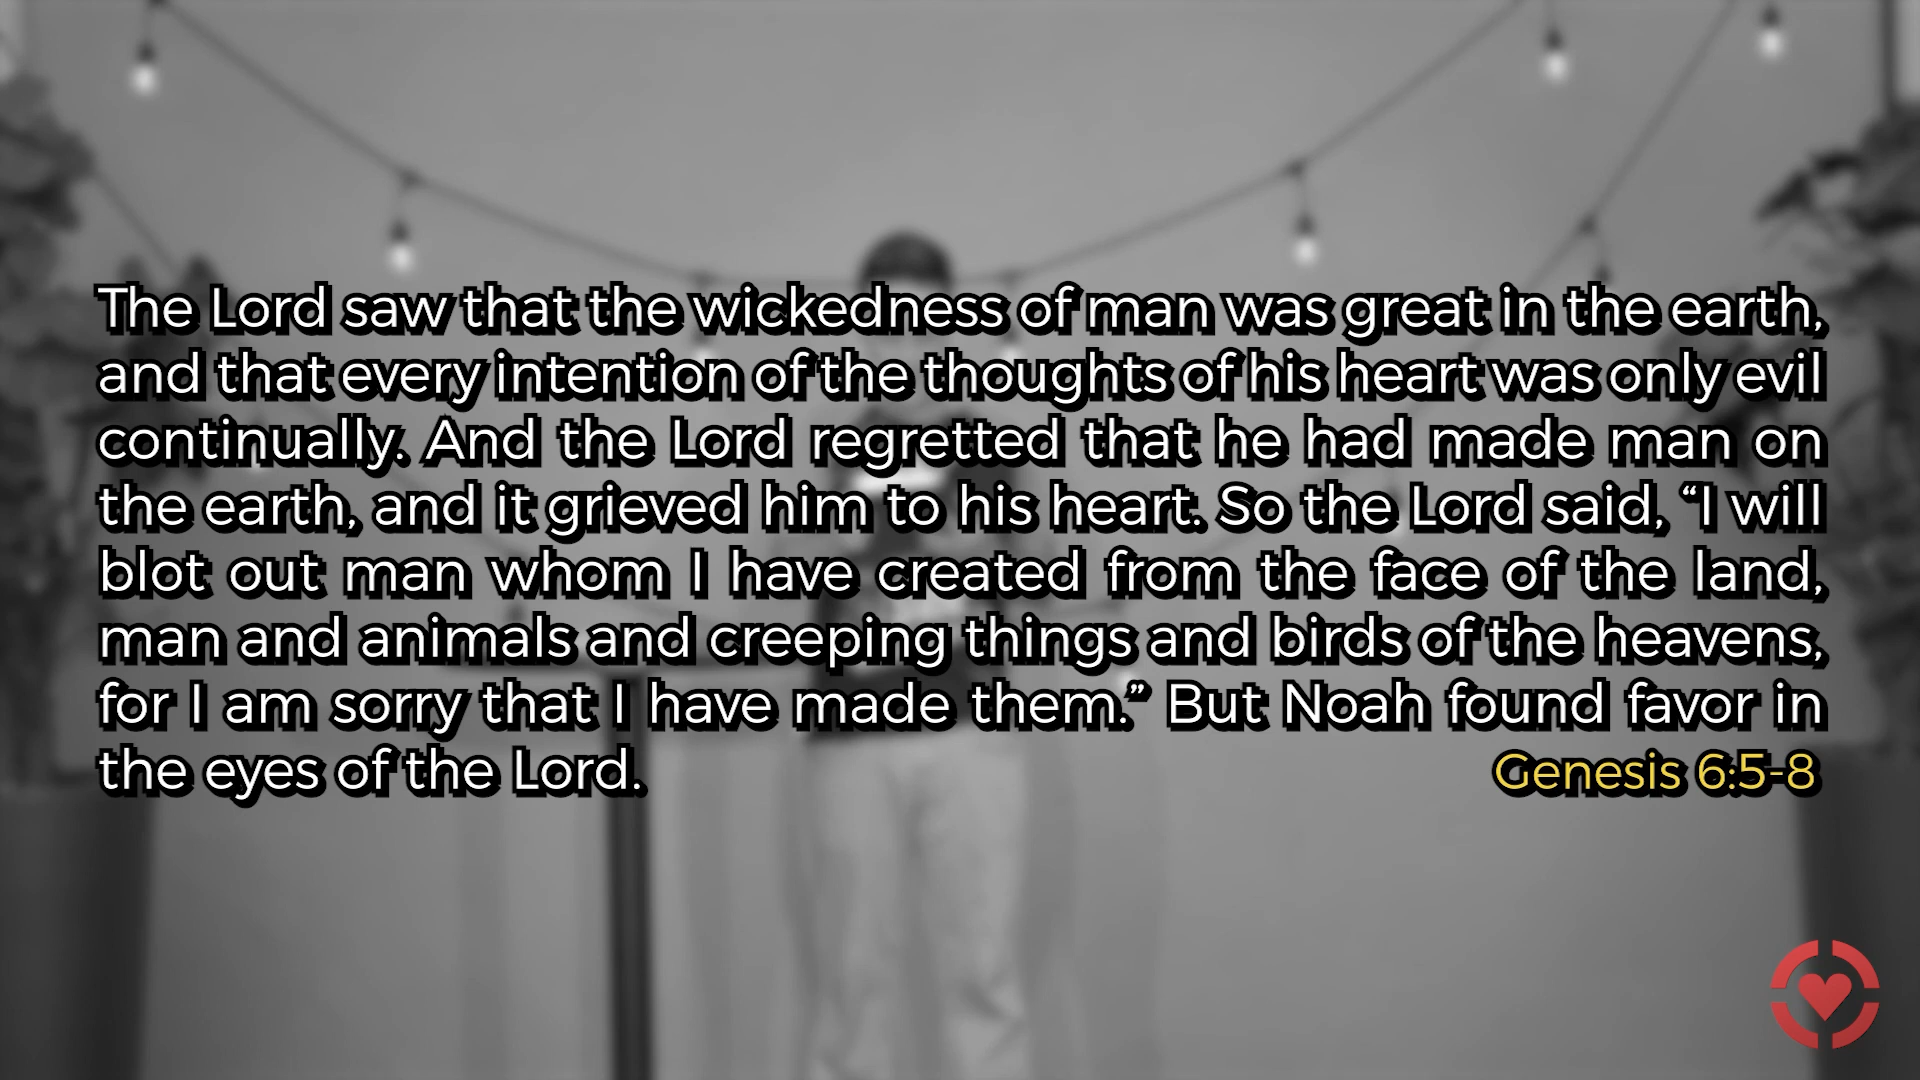 The Lord saw that the wickedness of man was great in the earth,
and that every intention of the thoughts of his heart was only evil
continually. And the Lord regretted that he had made man on
the earth, and it grieved him to his heart. So the Lord said, “I will
blot out man whom I have created from the face of the land,
man and animals and creeping things and birds of the heavens,
for I am sorry that I have made them.” But Noah found favor in
the eyes of the Lord.
Genesis 6:5-8